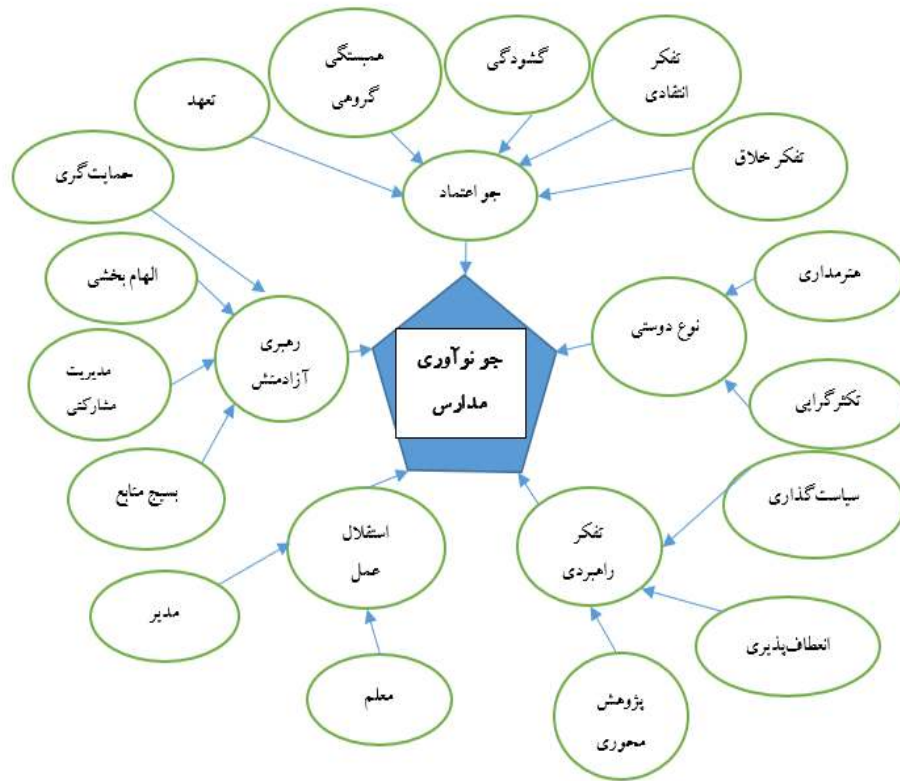 همبستگی
گروهی
گشودگی
تفکر
انتقادی
تعهد
تفکر خلاق
حمایت‌گری
جو اعتماد
الهام بخشی
هنرمداری
رهبری
آزادمنش
نوع دوستی
جو نوآوری
مدارس
مدیریت
مشارکتی
تکثرگرایی
بسیج منابع
سیاست‌گذاری
استقلال
عمل
تفکر
راهبردی
مدیر
انعطاف‌پذیری
معلم
پژوهش
محوری